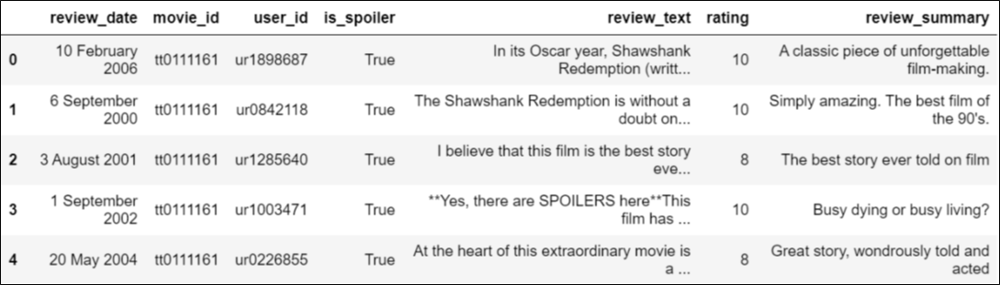 review_date movie_id user_id is_spoiler review_text rating review_summary
0 10 February 2006 tt0111161 ur1898687 True In its Oscar year, Shawshank Redemption (writt... 10 A classic piece of unforgettable film-making.
1 6 September 2000 tt0111161 ur0842118 True The Shawshank Redemption is without a doubt on... 10 Simply amazing. The best film of the 90's.
2 3 August 2001 tt0111161 ur1285640 True I believe that this film is the best story eve... 8 The best story ever told on film
3 1 September 2002 tt0111161 ur1003471 True **Yes, there are SPOILERS here**This film has ... 10 Busy dying or busy living?
4 20 May 2004 tt0111161 ur0226855 True At the heart of this extraordinary movie is a ... 8 Great story, wondrously told and acted